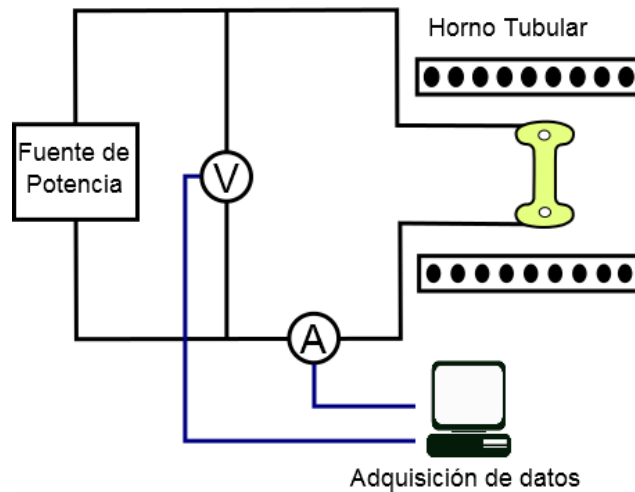 Horno Tubular
Fuente de
Potencia
V
A
Adquisición de datos